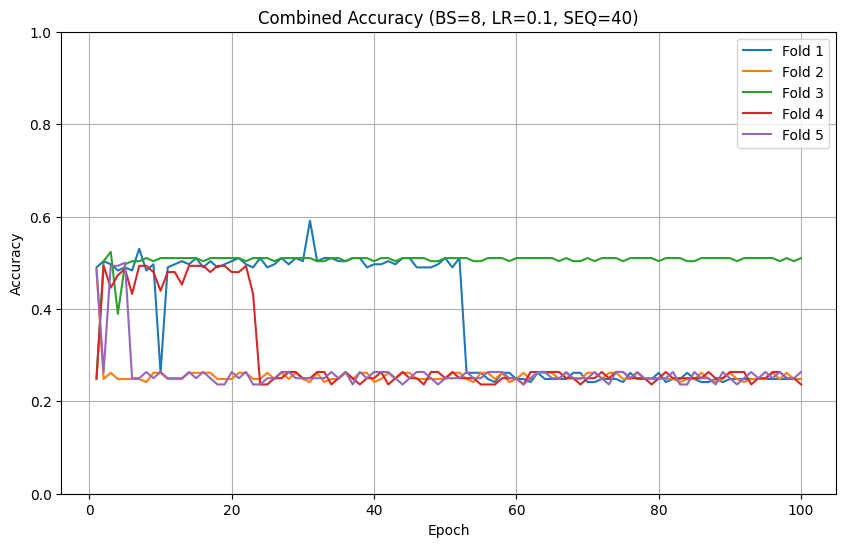 Combined Accuracy (BS=8, LR=0.1, SEQ=40)
1.0
0.8
0.6
0.4
0.2
0.0
Accuracy
Fold 1
Fold 2
Fold 3
Fold 4
Fold 5
0 20 40 60 80 100
Epoch